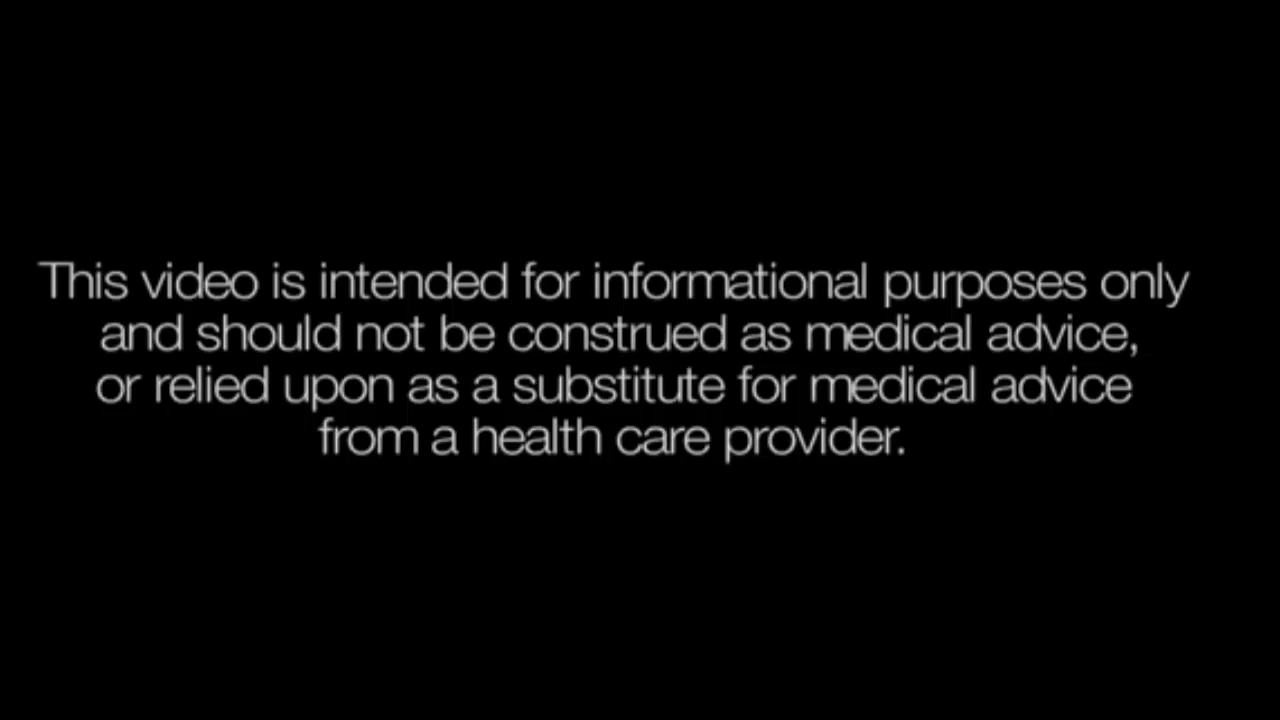 This video is intended for informational purposes only
and should not be construed as medical advice,
or relied upon as a substitute for medical advice
from a health care provider.